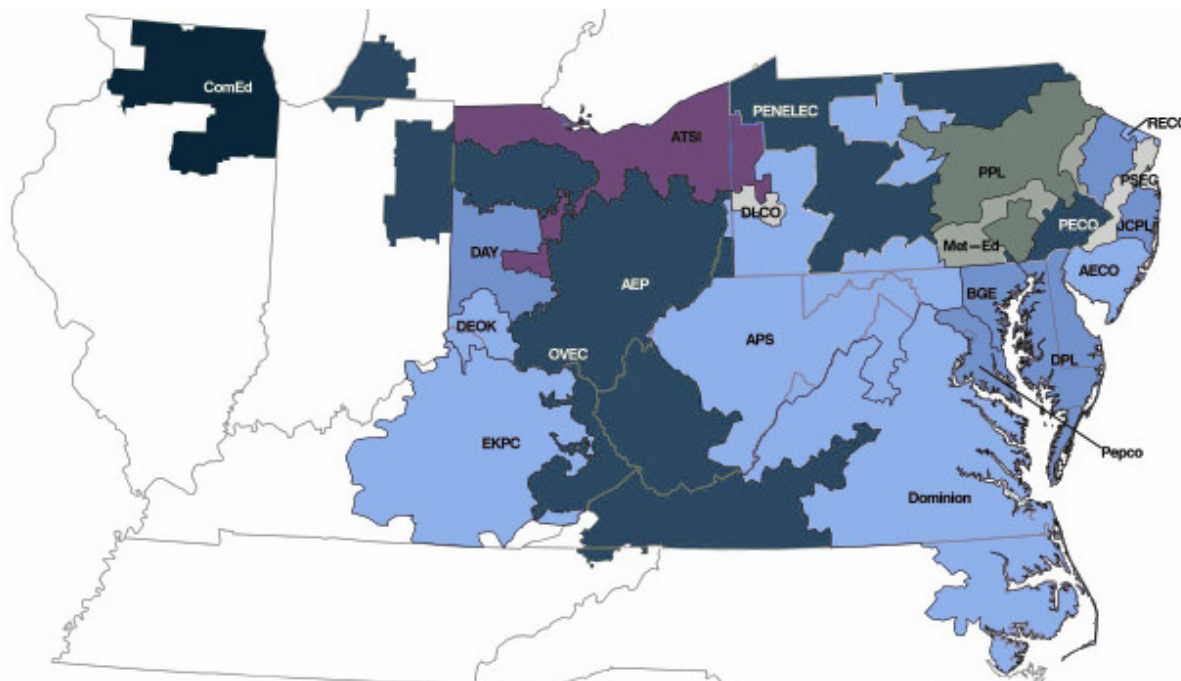 ComEd
PENELEC
RECO
ATSI
PPL
PSEG
DLCO
PECO
JCPL
DAY
Met-Ed
AECO
AEP
BGE
DEOK
APS
OVEC
DPL
EKPC
Pepco
Dominion